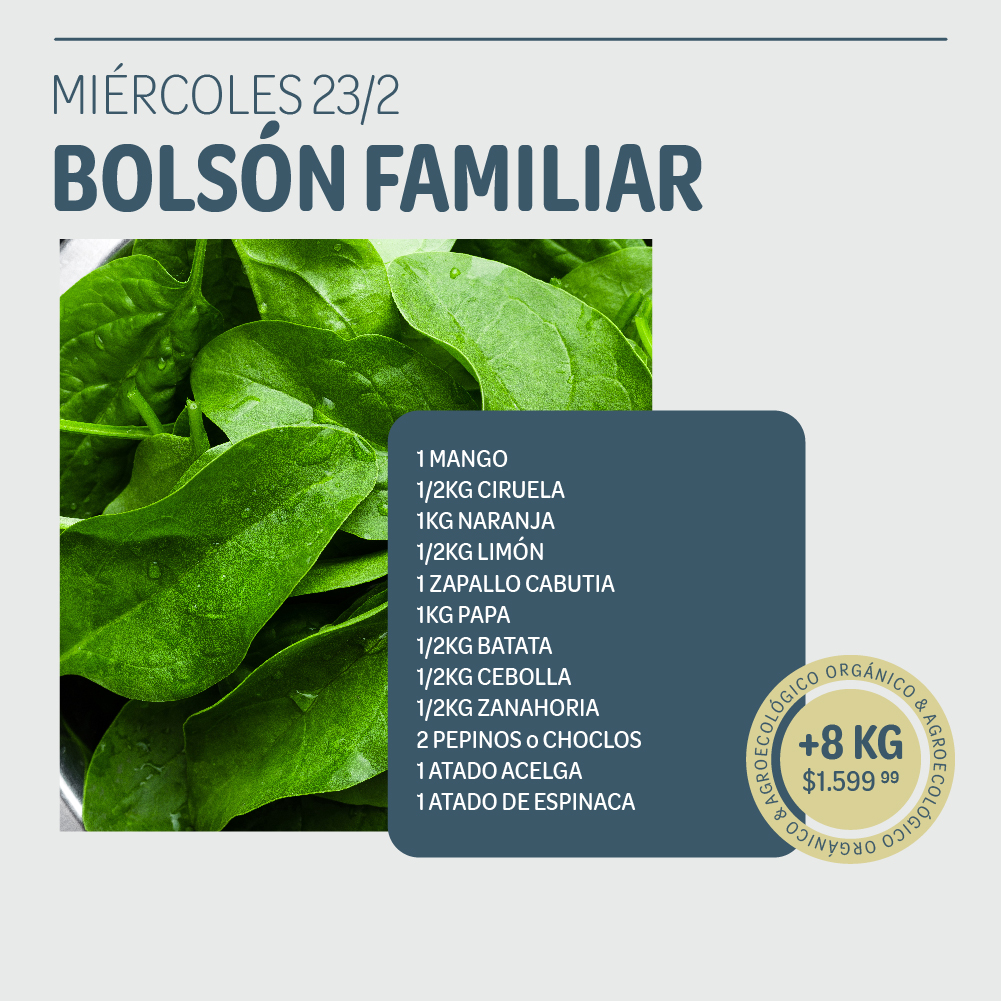 MIÉRCOLES 23/2
BOLSÓN FAMILIAR
1 MANGO
1/2KG CIRUELA
1KG NARANJA
1/2KG LIMÓN
1 ZAPALLO CABUTIA
1KG PAPA
1/2KG BATATA
1/2KG CEBOLLA
1/2KG ZANAHORIA
2 PEPINOS o CHOCLOS
1 ATADO ACELGA
1 ATADO DE ESPINACA
ORGÁNICO & AGROECOLÓGICO ORGÁNICO & AGROECOLÓGICO
+8 KG
$1.599 99